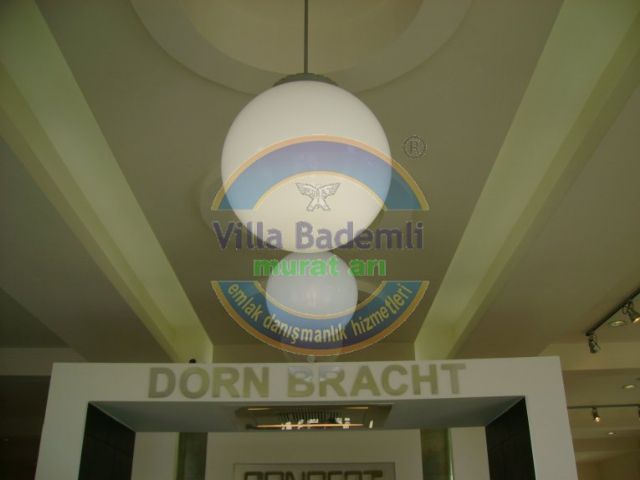 ®
Villa Bademli
murat arı
emlak danışmanlık hizmetleri
DORN BRACHT